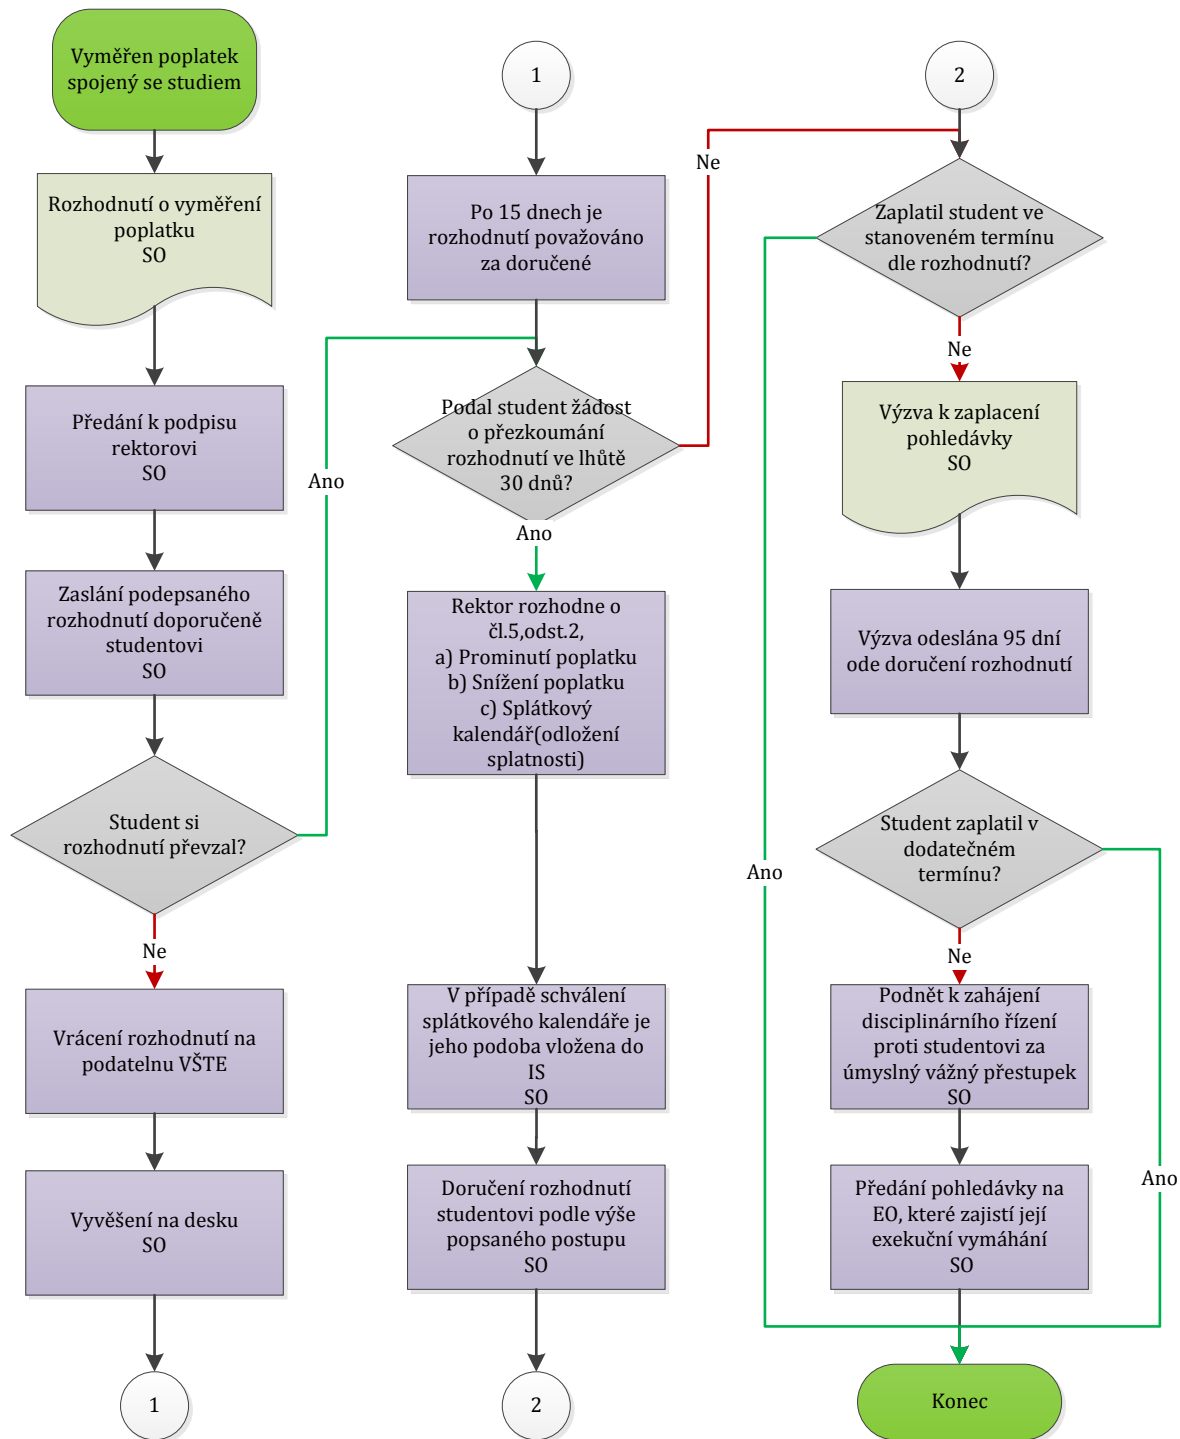 Vyměřen poplatek
spojený se studiem
Rozhodnutí o vyměření
poplatku
SO
Předání k podpisu
rektorovi
SO
Zaslání podepsaného
rozhodnutí doporučeně
studentovi
SO
Student si
rozhodnutí převzal?
Ano
Ne
Vrácení rozhodnutí na
podatelnu VŠTE
Vyvěšení na desku
SO
1
1
Po 15 dnech je
rozhodnutí považováno
za doručené
Podal student žádost
o přezkoumání
rozhodnutí ve lhůtě
30 dnů?
Ne
Ano
Rektor rozhodne o
čl.5,odst.2,
a) Prominutí poplatku
b) Snížení poplatku
c) Splátkový
kalendář(odložení
splatnosti)
V případě schválení
splátkového kalendáře je
jeho podoba vložena do
IS
SO
Doručení rozhodnutí
studentovi podle výše
popsaného postupu
SO
2
2
Zaplatil student ve
stanoveném termínu
dle rozhodnutí?
Ano
Ne
Výzva k zaplacení
pohledávky
SO
Výzva odeslána 95 dní
ode doručení rozhodnutí
Student zaplatil v
dodatečném
termínu?
Ano
Ne
Podnět k zahájení
disciplinárního řízení
proti studentovi za
úmyslný vážný přestupek
SO
Předání pohledávky na
EO, které zajistí její
exekuční vymáhání
SO
Konec